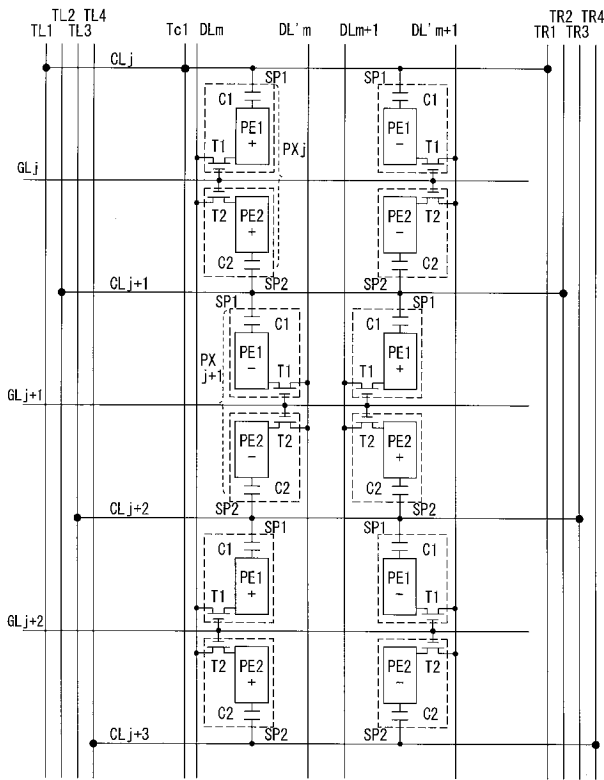 TL2 TL4 TR2 TR4
TL1 TL3 Tc1 DLm DL'm DLm+1 DL'm+1 TR1 TR3
CLj
SP1 SP1
C1 C1
PE1 + PE1 -
PXj
T1 T1
GLj
T2 T2
PE2 + PE2 -
C2 C2
CLj+1 SP2 SP2
SP1 SP1
C1 C1
PE1 - PE1 +
PX j+1
T1 T1
GLj+1
T2 T2
PE2 - PE2 +
C2 C2
CLj+2 SP2 SP2
SP1 SP1
C1 C1
PE1 + PE1 -
T1 T1
GLj+2
T2 T2
PE2 + PE2 ~
C2 C2
CLj+3 SP2 SP2